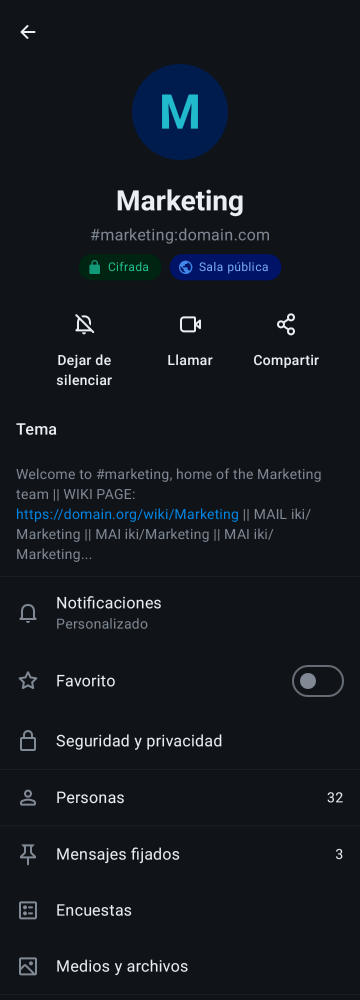 M
Marketing
#marketing:domain.com
Cifrada
Sala pública
Dejar de
silenciar
Llamar
Compartir
Tema
Welcome to #marketing, home of the Marketing
team || WIKI PAGE:
https://domain.org/wiki/Marketing || MAIL iki/
Marketing || MAI iki/Marketing || MAI iki/
Marketing...
Notificaciones
Personalizado
Favorito
Seguridad y privacidad
Personas 32
Mensajes fijados 3
Encuestas
Medios y archivos